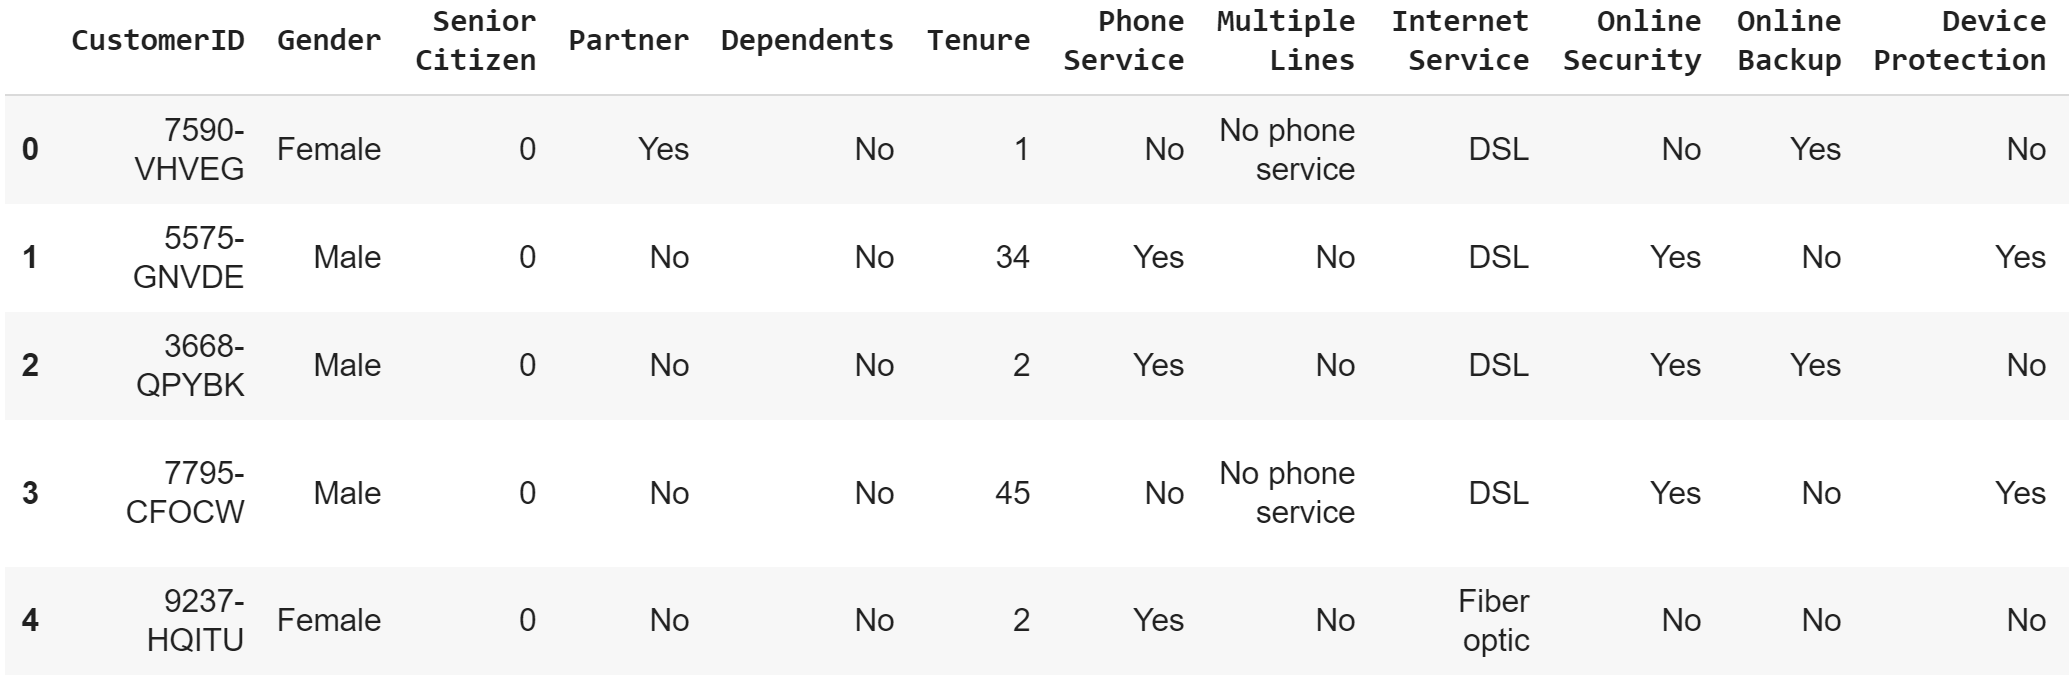 CustomerID Gender Senior Citizen Partner Dependents Tenure Phone Service Multiple Lines Internet Service Online Security Online Backup Device Protection
0 7590-VHVEG Female 0 Yes No 1 No No phone service DSL No Yes No
1 5575-GNVDE Male 0 No No 34 Yes No DSL Yes No Yes
2 3668-QPYBK Male 0 No No 2 Yes No DSL Yes Yes No
3 7795-CFOCW Male 0 No No 45 No No phone service DSL Yes No Yes
4 9237-HQITU Female 0 No No 2 Yes No Fiber optic No No No